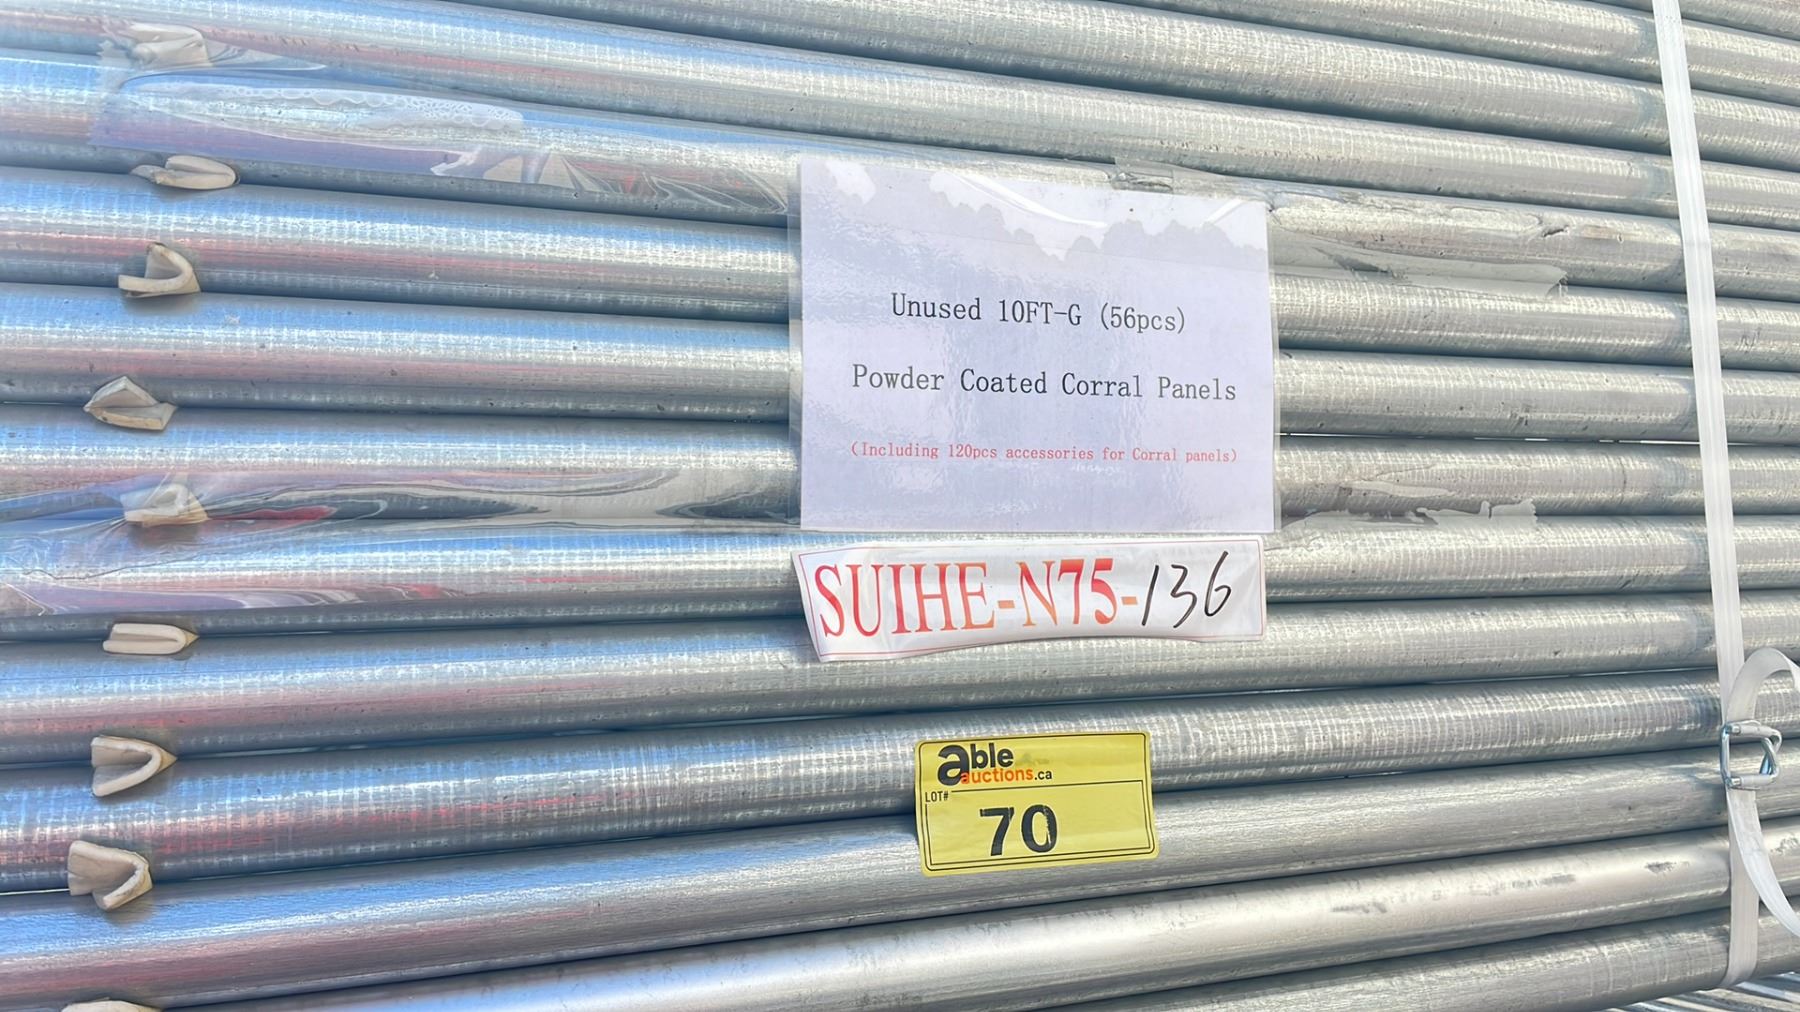 Unused 10FT-G (56pcs)
Powder Coated Corral Panels
(Including 120pcs accessories for Corral panels)
SUIHE-N75-136
able
auctions.ca
LOT#
70